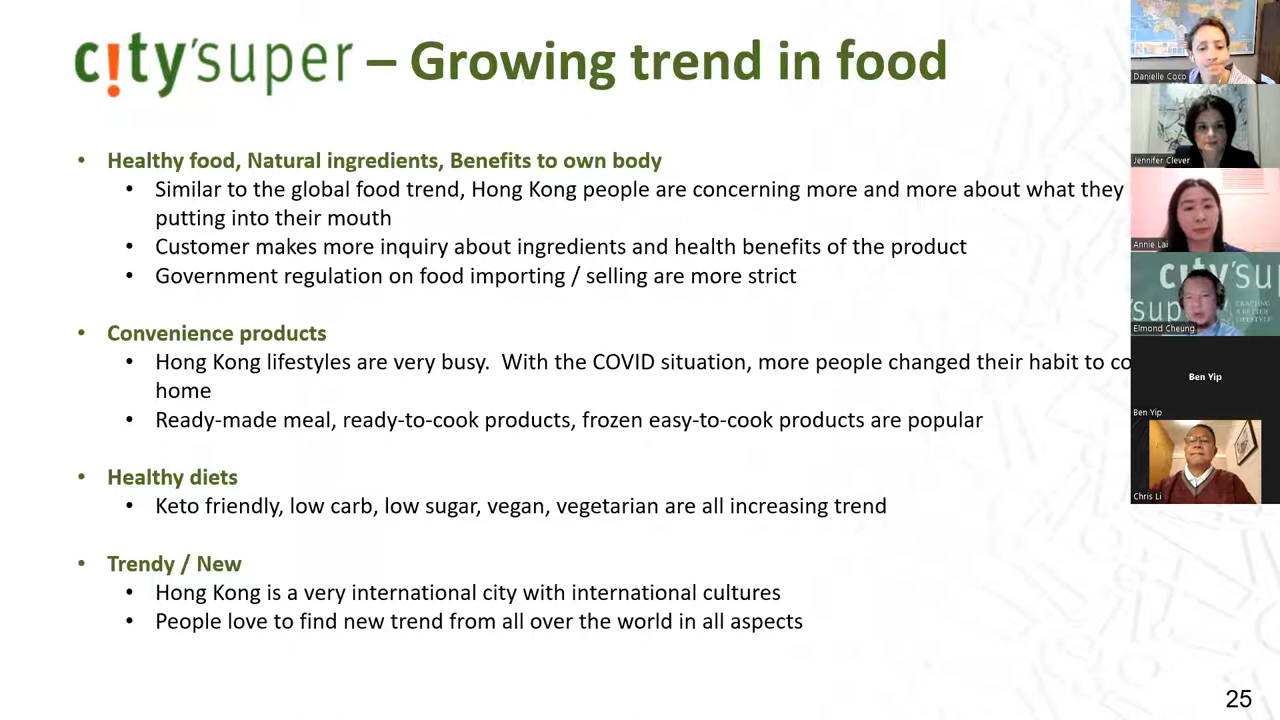 c!ty'super – Growing trend in food
• Healthy food, Natural ingredients, Benefits to own body
• Similar to the global food trend, Hong Kong people are concerning more and more about what they
putting into their mouth
• Customer makes more inquiry about ingredients and health benefits of the product
• Government regulation on food importing / selling are more strict
• Convenience products
• Hong Kong lifestyles are very busy.  With the COVID situation, more people changed their habit to co
home
• Ready-made meal, ready-to-cook products, frozen easy-to-cook products are popular
• Healthy diets
• Keto friendly, low carb, low sugar, vegan, vegetarian are all increasing trend
• Trendy / New
• Hong Kong is a very international city with international cultures
• People love to find new trend from all over the world in all aspects
25
Danielle Coco
Jennifer Clever
Annie Lai
c!ty'su
'sup
CRAFTING
A BETTER
LIFESTYLE
Elmond Cheung
Ben Yip
Ben Yip
Chris Li